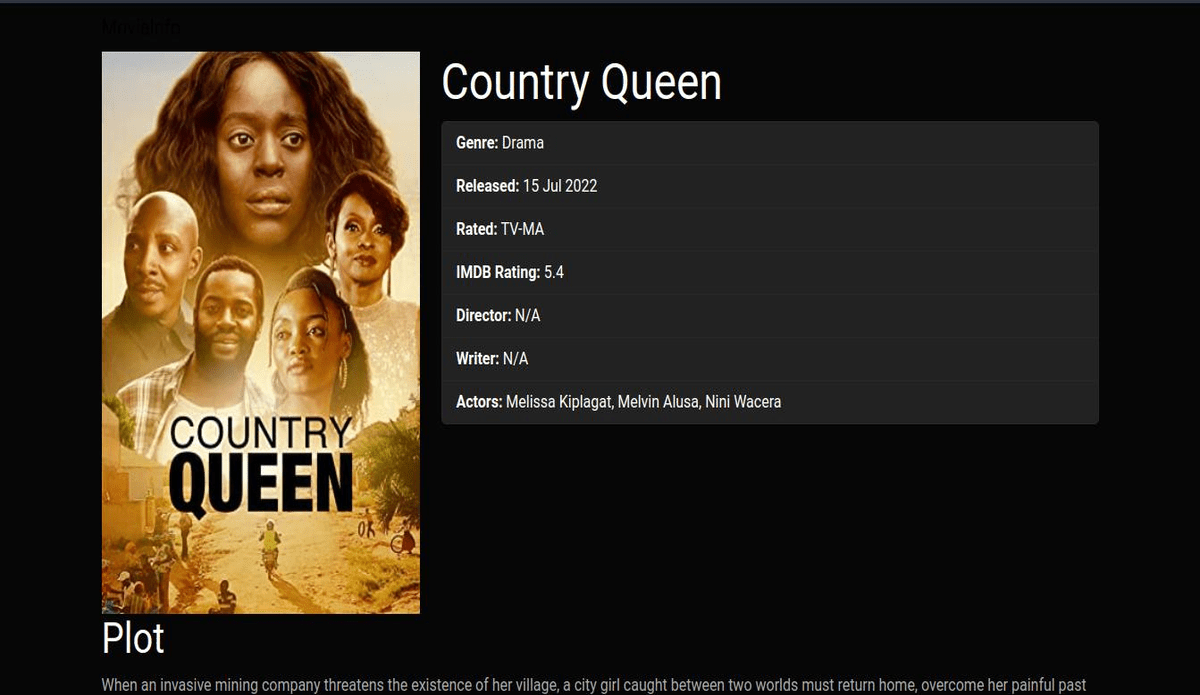 MovieInfo
Country Queen
Genre: Drama
Released: 15 Jul 2022
Rated: TV-MA
IMDB Rating: 5.4
Director: N/A
Writer: N/A
Actors: Melissa Kiplagat, Melvin Alusa, Nini Wacera
COUNTRY
QUEEN
Plot
When an invasive mining company threatens the existence of her village, a city girl caught between two worlds must return home, overcome her painful past